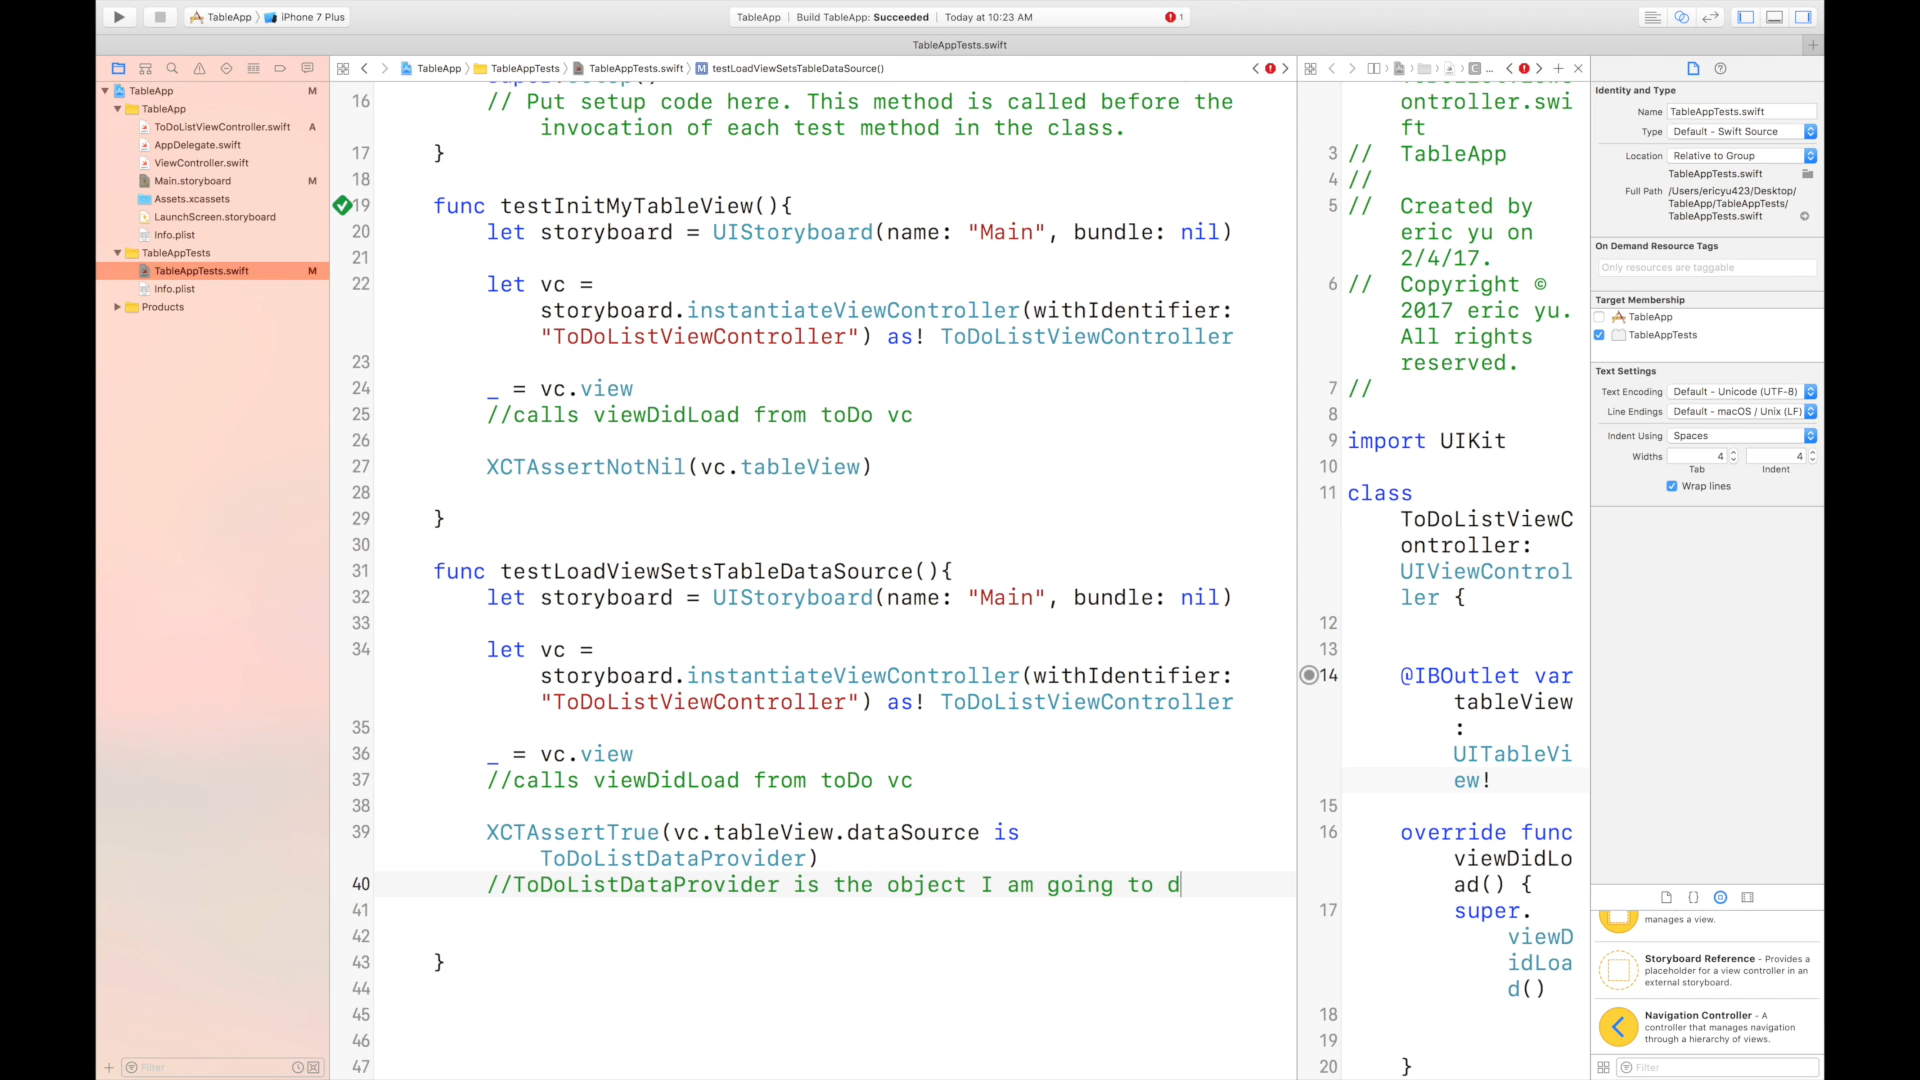 TableApp
iPhone 7 Plus
TableApp
Build TableApp: Succeeded
Today at 10:23 AM
1
TableAppTests.swift
TableApp
TableAppTests
TableAppTests.swift
M
testLoadViewSetsTableDataSource()
C
...
TableApp
M
TableApp
ToDoListViewController.swift
A
AppDelegate.swift
ViewController.swift
Main.storyboard
M
Assets.xcassets
LaunchScreen.storyboard
Info.plist
TableAppTests
TableAppTests.swift
M
Info.plist
Products
Filter
16 // Put setup code here. This method is called before the
invocation of each test method in the class.
17 }
18
19 func testInitMyTableView(){
20 let storyboard = UIStoryboard(name: "Main", bundle: nil)
21
22 let vc =
storyboard.instantiateViewController(withIdentifier:
"ToDoListViewController") as! ToDoListViewController
23
24 _ = vc.view
25 //calls viewDidLoad from toDo vc
26
27 XCTAssertNotNil(vc.tableView)
28
29 }
30
31 func testLoadViewSetsTableDataSource(){
32 let storyboard = UIStoryboard(name: "Main", bundle: nil)
33
34 let vc =
storyboard.instantiateViewController(withIdentifier:
"ToDoListViewController") as! ToDoListViewController
35
36 _ = vc.view
37 //calls viewDidLoad from toDo vc
38
39 XCTAssertTrue(vc.tableView.dataSource is
ToDoListDataProvider)
40 //ToDoListDataProvider is the object I am going to d
41
42
43 }
44
45
46
47
ontroller.swi
ft
3 // TableApp
4 //
5 // Created by
eric yu on
2/4/17.
6 // Copyright ©
2017 eric yu.
All rights
reserved.
7 //
8
9 import UIKit
10
11 class
ToDoListViewC
ontroller:
UIViewControl
ler {
12
13
14 @IBOutlet var
tableView
:
UITableVi
ew!
15
16 override func
viewDidLo
ad() {
17 super.
viewD
idLoa
d()
18
19
20 }
Identity and Type
Name TableAppTests.swift
Type Default - Swift Source
Location Relative to Group
TableAppTests.swift
Full Path /Users/ericyu423/Desktop/
TableApp/TableAppTests/
TableAppTests.swift
On Demand Resource Tags
Only resources are taggable
Target Membership
TableApp
TableAppTests
Text Settings
Text Encoding Default - Unicode (UTF-8)
Line Endings Default - macOS / Unix (LF)
Indent Using Spaces
Widths 4 4
Tab Indent
Wrap lines
manages a view.
Storyboard Reference - Provides a
placeholder for a view controller in an
external storyboard.
Navigation Controller - A
controller that manages navigation
through a hierarchy of views.
Filter